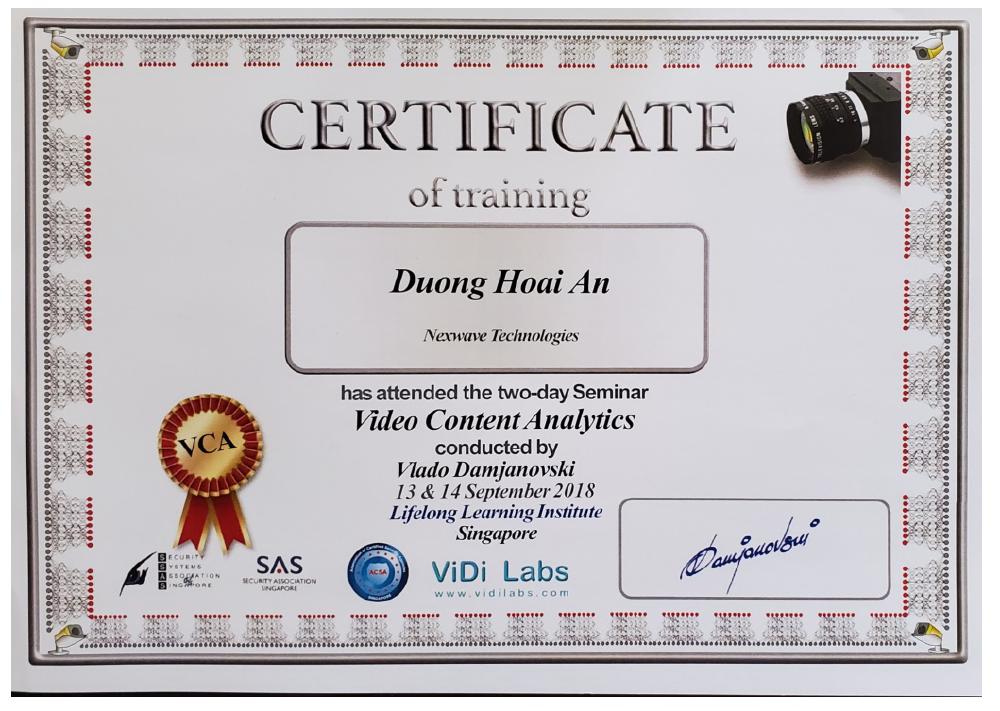 CERTIFICATE
of training
Duong Hoai An
Nexwave Technologies
has attended the two-day Seminar
Video Content Analytics
conducted by
Vlado Damjanovski
13 & 14 September 2018
Lifelong Learning Institute
Singapore
VCA
SECURITY
SYSTEMS
ASSOCIATION
SINGAPORE
SAS
SECURITY ASSOCIATION
SINGAPORE
ACSA
SINGAPORE
ViDi Labs
www.vidilabs.com
Damjanovski